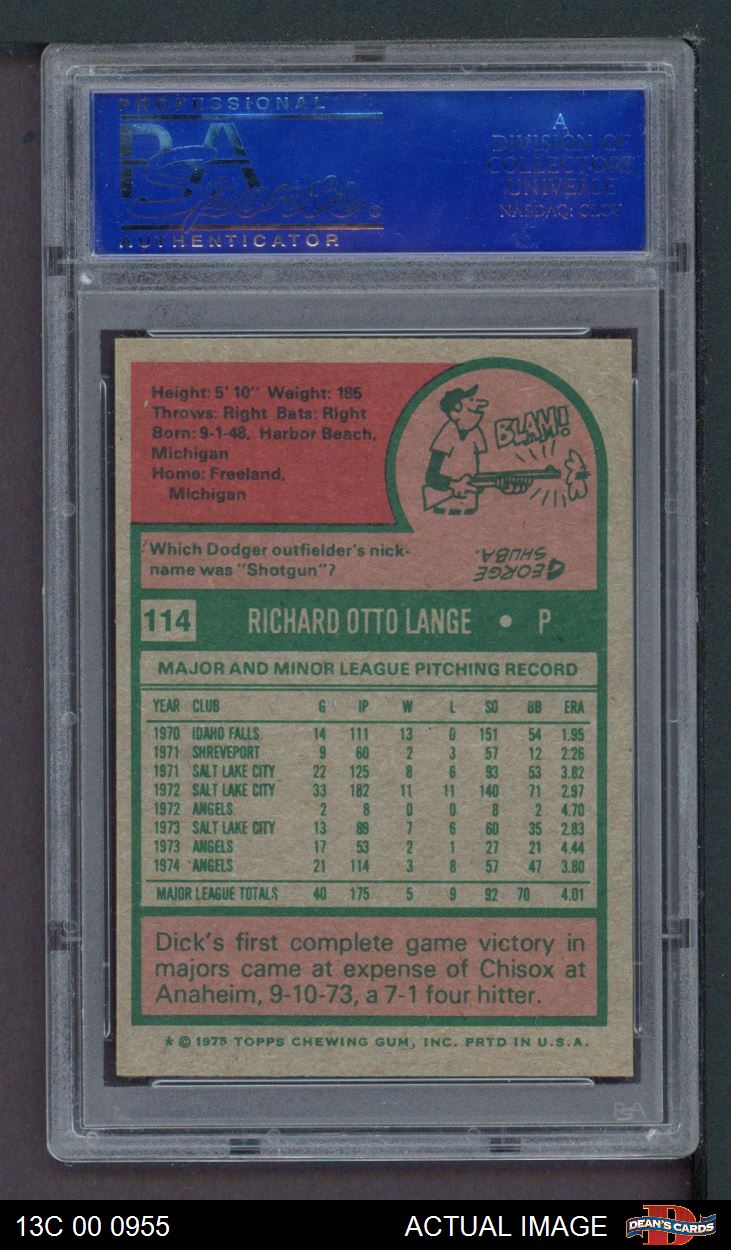 PROFESSIONAL
PSA
Sports
AUTHENTICATOR
A
DIVISION OF
COLLECTORS
UNIVERSE
NASDAQ: CLCT
Height: 5' 10" Weight: 185
Throws: Right Bats: Right
Born: 9-1-48, Harbor Beach,
Michigan
Home: Freeland,
Michigan
BLAM!
Which Dodger outfielder's nick-
name was "Shotgun"?
GEORGE
SHUBA.
114 RICHARD OTTO LANGE • P
MAJOR AND MINOR LEAGUE PITCHING RECORD
YEAR CLUB G IP W L SO BB ERA
1970 IDAHO FALLS 14 111 13 0 151 54 1.95
1971 SHREVEPORT 9 60 2 3 57 12 2.26
1971 SALT LAKE CITY 22 125 8 6 93 53 3.82
1972 SALT LAKE CITY 33 182 11 11 140 71 2.97
1972 ANGELS 2 8 0 0 8 2 4.70
1973 SALT LAKE CITY 13 89 7 6 60 35 2.83
1973 ANGELS 17 53 2 1 27 21 4.44
1974 ANGELS 21 114 3 8 57 47 3.80
MAJOR LEAGUE TOTALS 40 175 5 9 92 70 4.01
Dick's first complete game victory in
majors came at expense of Chisox at
Anaheim, 9-10-73, a 7-1 four hitter.
* © 1975 TOPPS CHEWING GUM, INC. PRTD IN U.S.A.
PSA
13C 00 0955 ACTUAL IMAGE DEAN'S CARDS